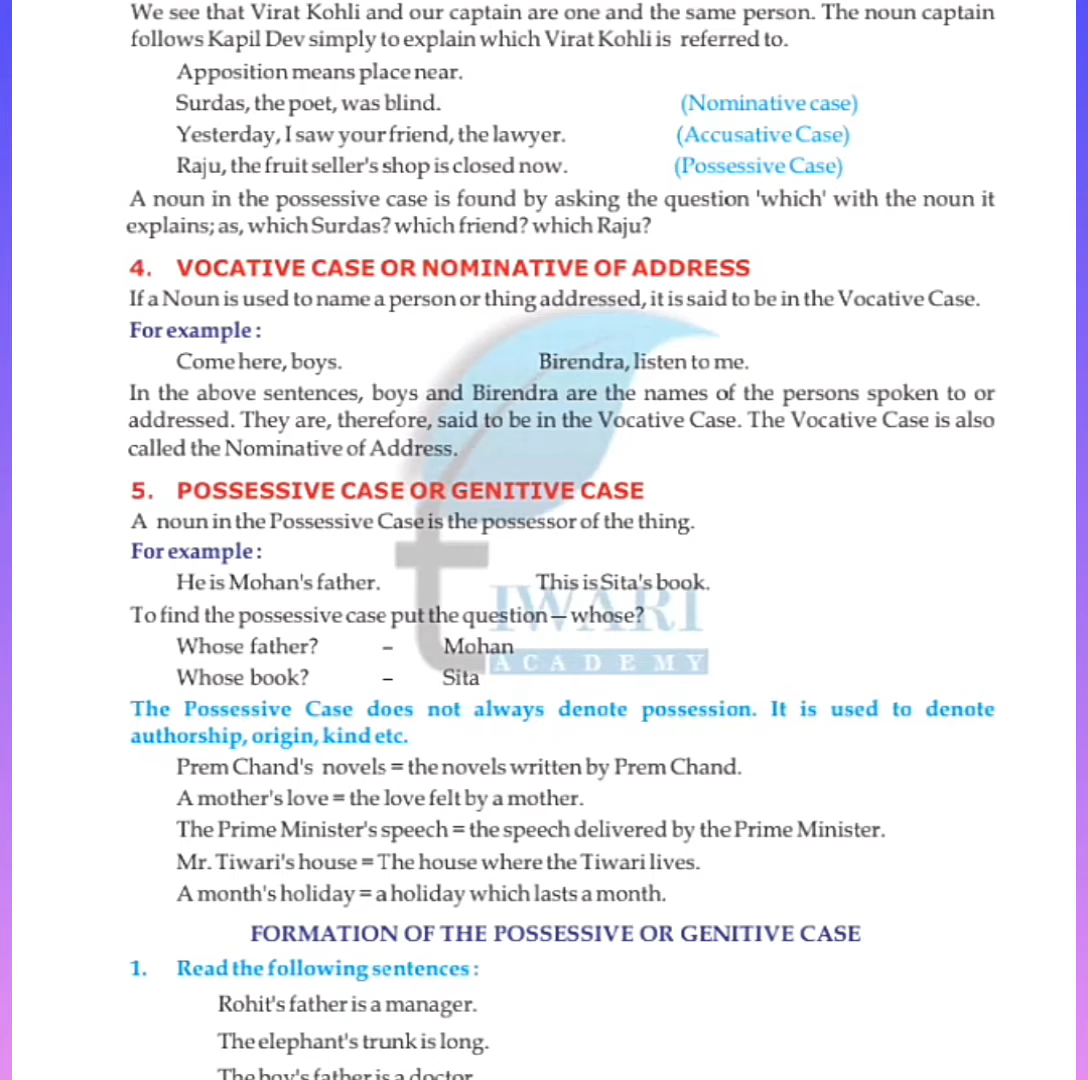 We see that Virat Kohli and our captain are one and the same person. The noun captain
follows Kapil Dev simply to explain which Virat Kohli is referred to.
Apposition means place near.
Surdas, the poet, was blind. (Nominative case)
Yesterday, I saw your friend, the lawyer. (Accusative Case)
Raju, the fruit seller's shop is closed now. (Possessive Case)
A noun in the possessive case is found by asking the question 'which' with the noun it
explains; as, which Surdas? which friend? which Raju?
4. VOCATIVE CASE OR NOMINATIVE OF ADDRESS
If a Noun is used to name a person or thing addressed, it is said to be in the Vocative Case.
For example :
Come here, boys. Birendra, listen to me.
In the above sentences, boys and Birendra are the names of the persons spoken to or
addressed. They are, therefore, said to be in the Vocative Case. The Vocative Case is also
called the Nominative of Address.
5. POSSESSIVE CASE OR GENITIVE CASE
A noun in the Possessive Case is the possessor of the thing.
For example :
He is Mohan's father. This is Sita's book.
To find the possessive case put the question – whose?
Whose father? – Mohan
Whose book? – Sita
TIWARI
ACADEMY
The Possessive Case does not always denote possession. It is used to denote
authorship, origin, kind etc.
Prem Chand's novels = the novels written by Prem Chand.
A mother's love = the love felt by a mother.
The Prime Minister's speech = the speech delivered by the Prime Minister.
Mr. Tiwari's house = The house where the Tiwari lives.
A month's holiday = a holiday which lasts a month.
FORMATION OF THE POSSESSIVE OR GENITIVE CASE
1. Read the following sentences :
Rohit's father is a manager.
The elephant's trunk is long.
The boy's father is a doctor